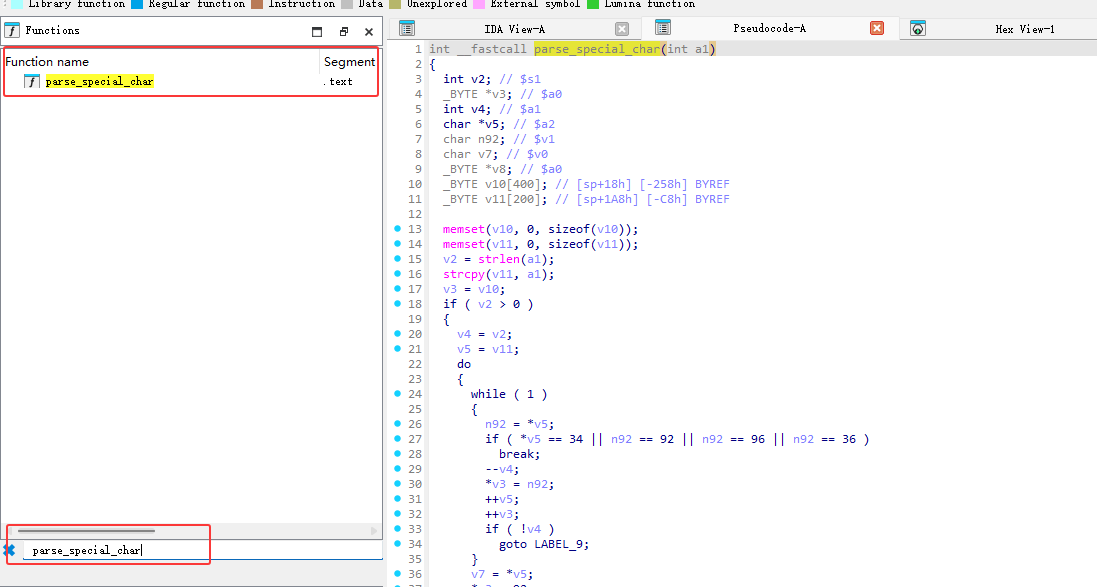 Library function Regular function Instruction Data Unexplored External symbol Lumina function
Functions
IDA View-A Pseudocode-A Hex View-1
Function name Segment
parse_special_char .text
parse_special_char
1 int __fastcall parse_special_char(int a1)
2 {
3 int v2; // $s1
4 _BYTE *v3; // $a0
5 int v4; // $a1
6 char *v5; // $a2
7 char n92; // $v1
8 char v7; // $v0
9 _BYTE *v8; // $a0
10 _BYTE v10[400]; // [sp+18h] [-258h] BYREF
11 _BYTE v11[200]; // [sp+1A8h] [-C8h] BYREF
12
13 memset(v10, 0, sizeof(v10));
14 memset(v11, 0, sizeof(v11));
15 v2 = strlen(a1);
16 strcpy(v11, a1);
17 v3 = v10;
18 if ( v2 > 0 )
19 {
20 v4 = v2;
21 v5 = v11;
22 do
23 {
24 while ( 1 )
25 {
26 n92 = *v5;
27 if ( *v5 == 34 || n92 == 92 || n92 == 96 || n92 == 36 )
28 break;
29 --v4;
30 *v3 = n92;
31 ++v5;
32 ++v3;
33 if ( !v4 )
34 goto LABEL_9;
35 }
36 v7 = *v5;